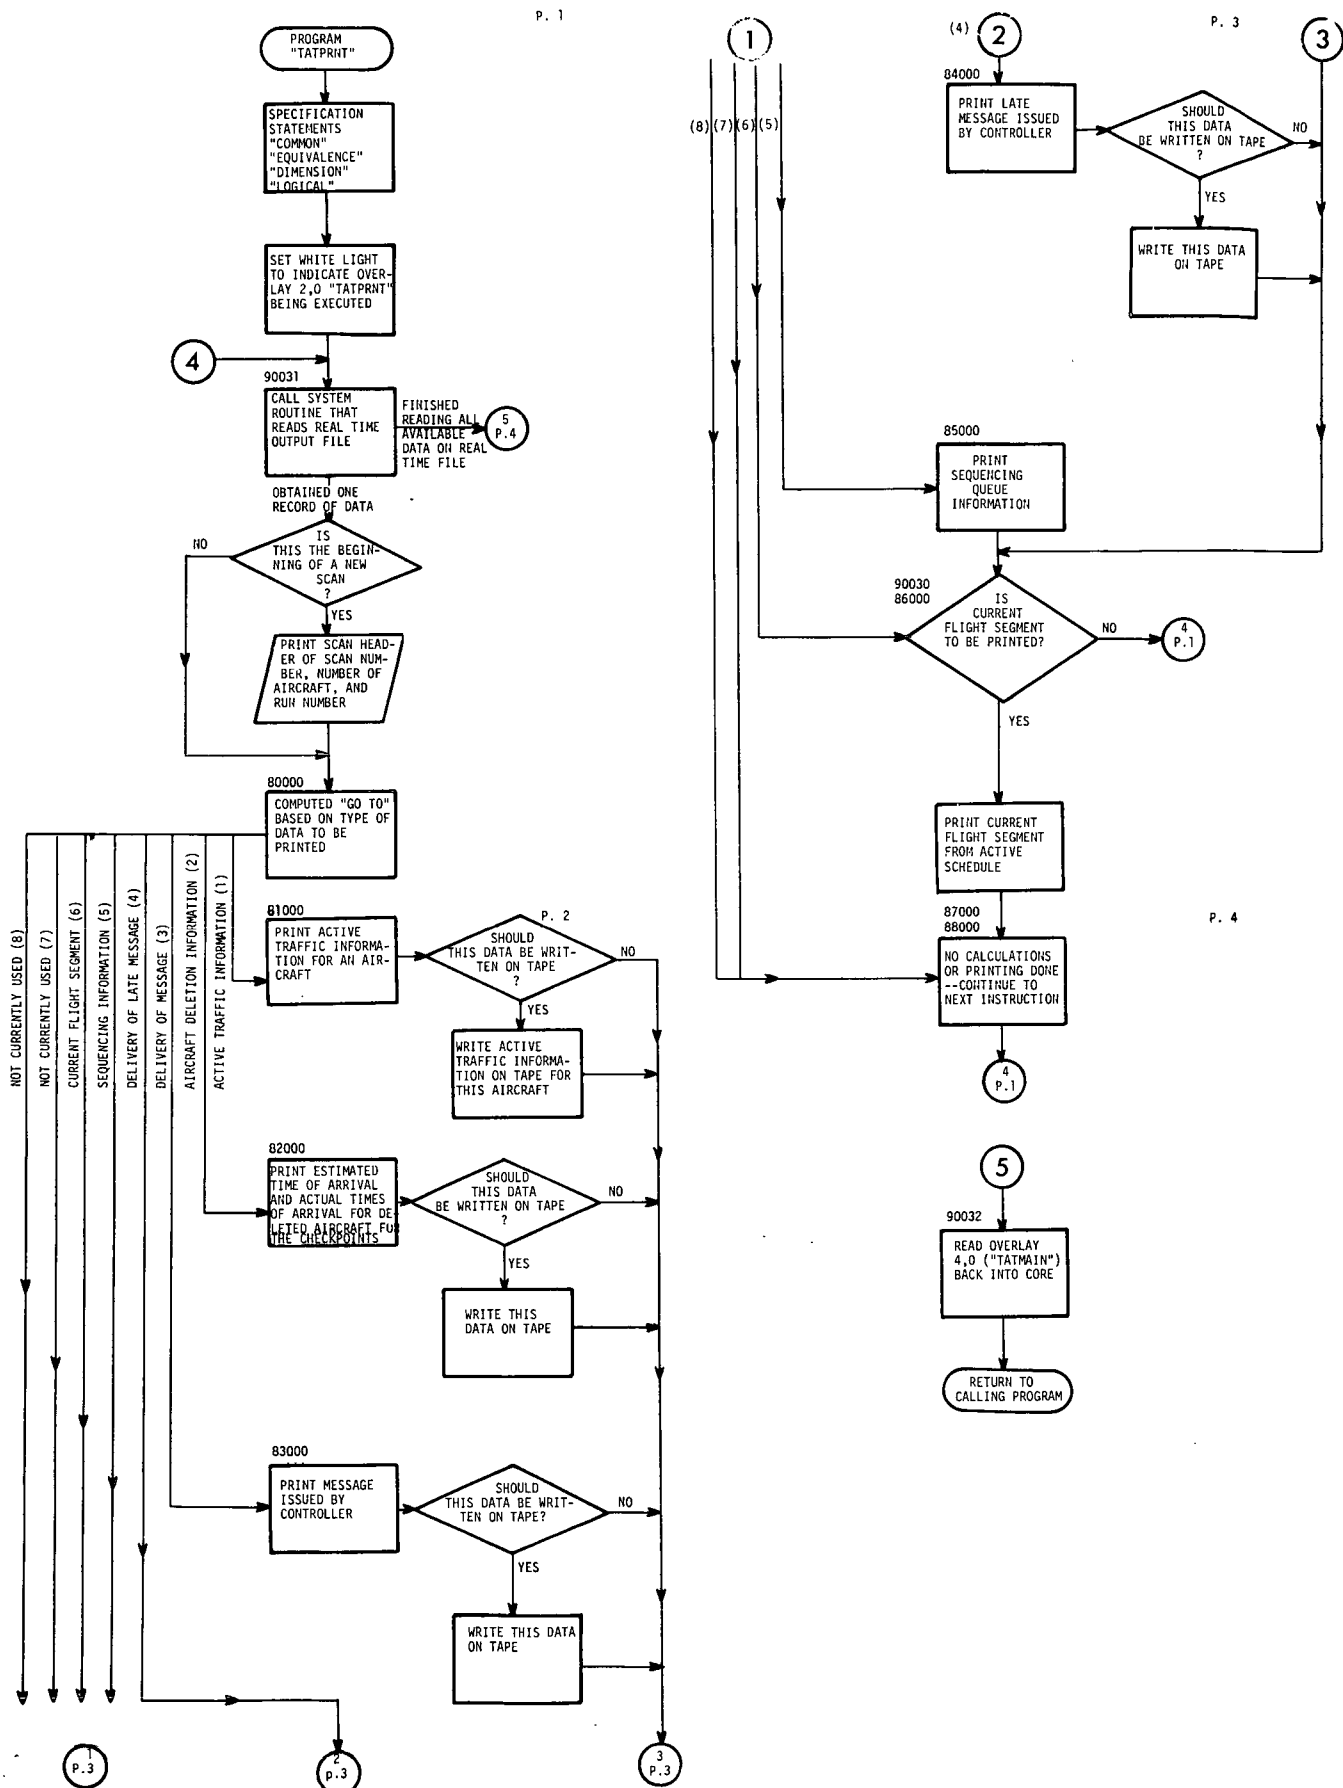 P. 1
PROGRAM
"TATPRNT"
SPECIFICATION
STATEMENTS
"COMMON"
"EQUIVALENCE"
"DIMENSION"
"LOGICAL"
SET WHITE LIGHT
TO INDICATE OVER-
LAY 2,0 "TATPRNT"
BEING EXECUTED
4
90031
CALL SYSTEM
ROUTINE THAT
READS REAL TIME
OUTPUT FILE
FINISHED
READING ALL
AVAILABLE
DATA ON REAL
TIME FILE
5
P.4
OBTAINED ONE
RECORD OF DATA
IS
THIS THE BEGIN-
NING OF A NEW
SCAN
?
NO
YES
PRINT SCAN HEAD-
ER OF SCAN NUM-
BER, NUMBER OF
AIRCRAFT, AND
RUN NUMBER
80000
COMPUTED "GO TO"
BASED ON TYPE OF
DATA TO BE
PRINTED
NOT CURRENTLY USED (8)
NOT CURRENTLY USED (7)
CURRENT FLIGHT SEGMENT (6)
SEQUENCING INFORMATION (5)
DELIVERY OF LATE MESSAGE (4)
DELIVERY OF MESSAGE (3)
AIRCRAFT DELETION INFORMATION (2)
ACTIVE TRAFFIC INFORMATION (1)
81000
PRINT ACTIVE
TRAFFIC INFORMA-
TION FOR AN AIR-
CRAFT
P. 2
SHOULD
THIS DATA BE WRIT-
TEN ON TAPE
?
NO
YES
WRITE ACTIVE
TRAFFIC INFORMA-
TION ON TAPE FOR
THIS AIRCRAFT
82000
PRINT ESTIMATED
TIME OF ARRIVAL
AND ACTUAL TIMES
OF ARRIVAL FOR DE-
LETED AIRCRAFT FOR
THE CHECKPOINTS
SHOULD
THIS DATA
BE WRITTEN ON TAPE
?
NO
YES
WRITE THIS
DATA ON TAPE
83000
PRINT MESSAGE
ISSUED BY
CONTROLLER
SHOULD
THIS DATA BE WRIT-
TEN ON TAPE?
NO
YES
WRITE THIS DATA
ON TAPE
1
P.3
2
P.3
3
P.3
1
(8) (7) (6) (5)
(4) 2
P. 3
3
84000
PRINT LATE
MESSAGE ISSUED
BY CONTROLLER
SHOULD
THIS DATA
BE WRITTEN ON TAPE
?
NO
YES
WRITE THIS DATA
ON TAPE
85000
PRINT
SEQUENCING
QUEUE
INFORMATION
90030
86000
IS
CURRENT
FLIGHT SEGMENT
TO BE PRINTED?
NO
4
P.1
YES
PRINT CURRENT
FLIGHT SEGMENT
FROM ACTIVE
SCHEDULE
P. 4
87000
88000
NO CALCULATIONS
OR PRINTING DONE
--CONTINUE TO
NEXT INSTRUCTION
4
P.1
5
90032
READ OVERLAY
4,0 ("TATMAIN")
BACK INTO CORE
RETURN TO
CALLING PROGRAM